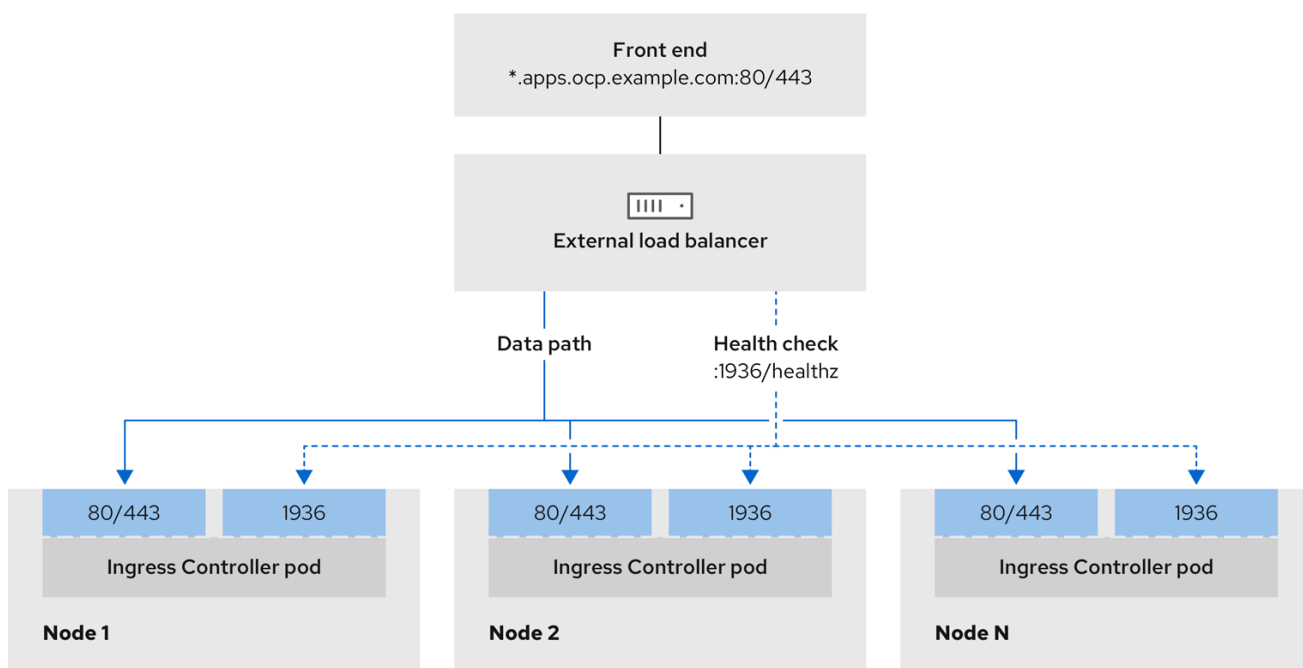 Front end
*.apps.ocp.example.com:80/443
External load balancer
Data path
Health check
:1936/healthz
80/443
1936
Ingress Controller pod
Node 1
80/443
1936
Ingress Controller pod
Node 2
80/443
1936
Ingress Controller pod
Node N